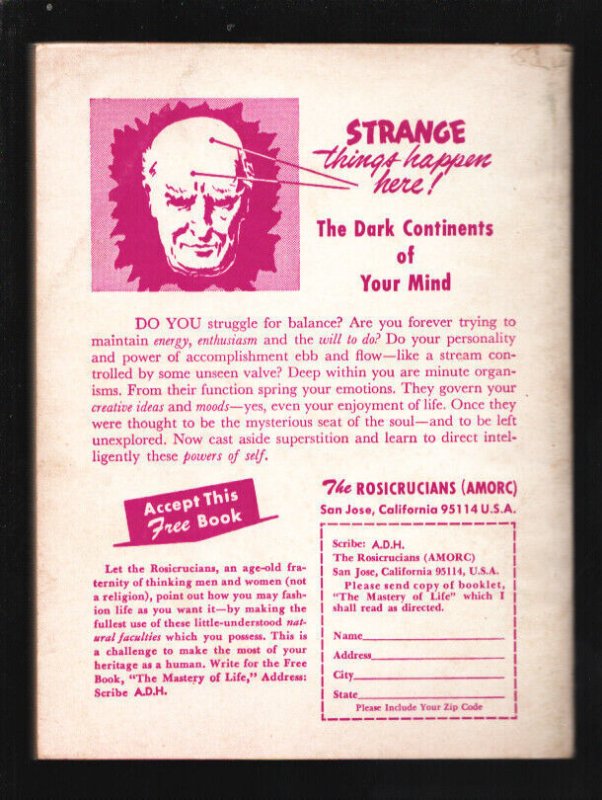 STRANGE
things happen
here!
The Dark Continents
of
Your Mind
DO YOU struggle for balance? Are you forever trying to
maintain energy, enthusiasm and the will to do? Do your personality
and power of accomplishment ebb and flow—like a stream con-
trolled by some unseen valve? Deep within you are minute organ-
isms. From their function spring your emotions. They govern your
creative ideas and moods—yes, even your enjoyment of life. Once they
were thought to be the mysterious seat of the soul—and to be left
unexplored. Now cast aside superstition and learn to direct intel-
ligently these powers of self.
Accept This
Free Book
Let the Rosicrucians, an age-old fra-
ternity of thinking men and women (not
a religion), point out how you may fash-
ion life as you want it—by making the
fullest use of these little-understood nat-
ural faculties which you possess. This is
a challenge to make the most of your
heritage as a human. Write for the Free
Book, "The Mastery of Life," Address:
Scribe A.D.H.
The ROSICRUCIANS (AMORC)
San Jose, California 95114 U.S.A.
Scribe: A.D.H.
The Rosicrucians (AMORC)
San Jose, California 95114, U.S.A.
Please send copy of booklet,
"The Mastery of Life" which I
shall read as directed.
Name
Address
City
State
Please Include Your Zip Code